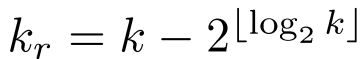 k_r = k - 2^{\lfloor \log_2 k \rfloor}